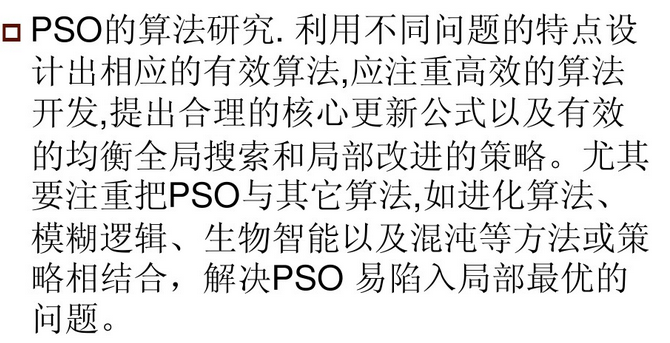 PSO的算法研究. 利用不同问题的特点设
计出相应的有效算法,应注重高效的算法
开发,提出合理的核心更新公式以及有效
的均衡全局搜索和局部改进的策略。尤其
要注重把PSO与其它算法,如进化算法、
模糊逻辑、生物智能以及混沌等方法或策
略相结合，解决PSO 易陷入局部最优的
问题。